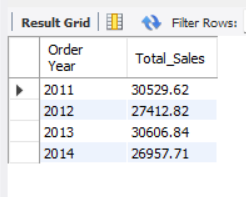 Result Grid Filter Rows:
Order Year Total_Sales
2011 30529.62
2012 27412.82
2013 30606.84
2014 26957.71